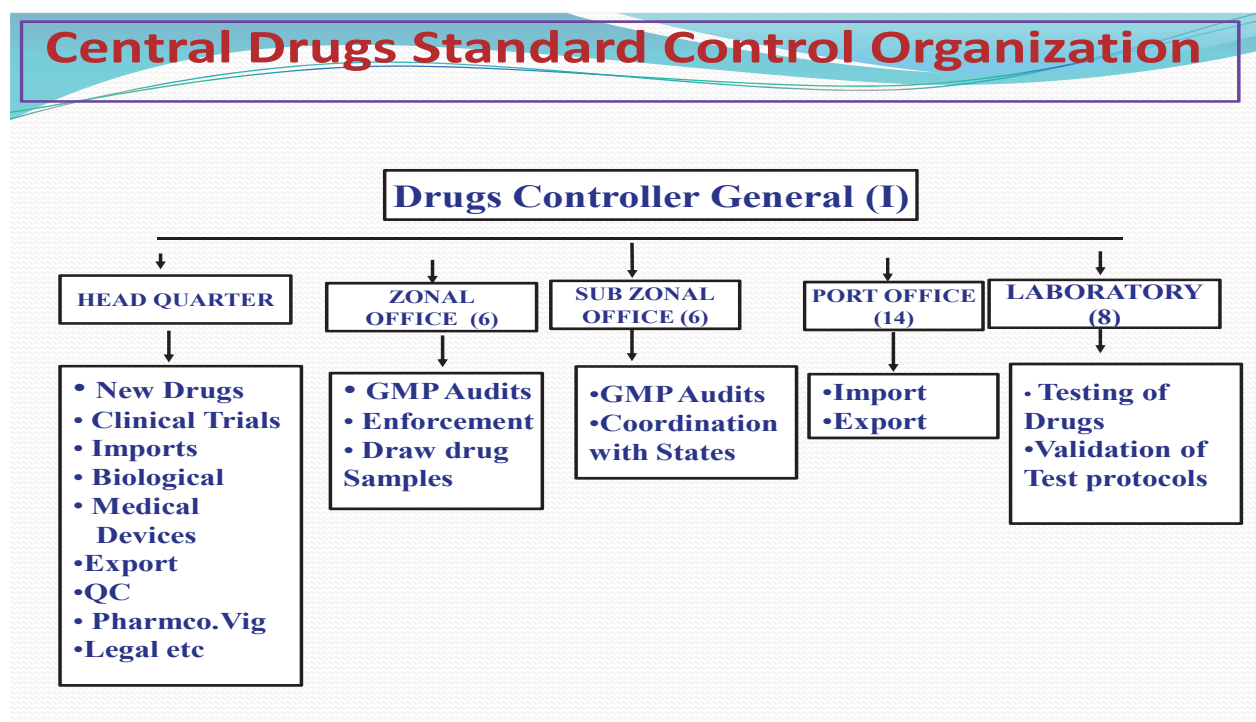 Central Drugs Standard Control Organization
Drugs Controller General (I)
HEAD QUARTER
• New Drugs
• Clinical Trials
• Imports
• Biological
• Medical
Devices
•Export
•QC
• Pharmco.Vig
•Legal etc
ZONAL
OFFICE (6)
• GMP Audits
• Enforcement
• Draw drug
Samples
SUB ZONAL
OFFICE (6)
•GMP Audits
•Coordination
with States
PORT OFFICE
(14)
•Import
•Export
LABORATORY
(8)
• Testing of
Drugs
•Validation of
Test protocols